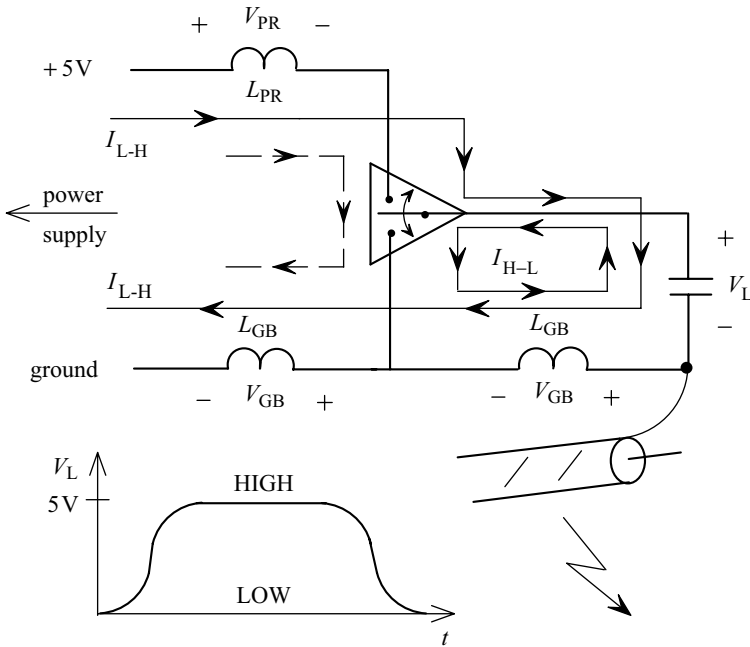 + V_PR −
+5V
L_PR
I_L-H
power
supply
I_H–L
+
V_L
−
I_L-H
L_GB
L_GB
ground
− V_GB +
− V_GB +
V_L
5V
HIGH
LOW
t